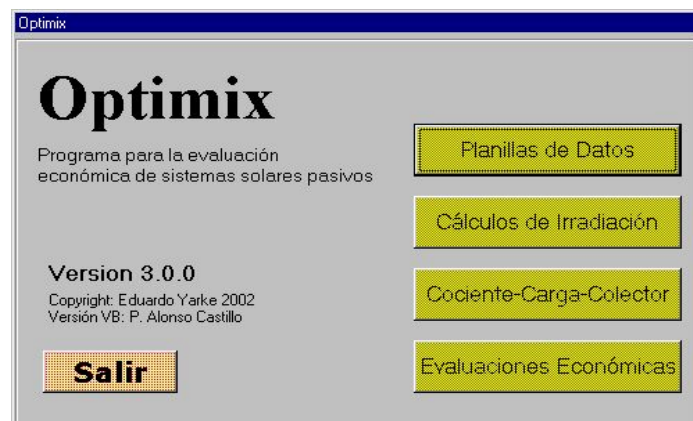 Optimix
Optimix
Programa para la evaluación
económica de sistemas solares pasivos
Version 3.0.0
Copyright: Eduardo Yarke 2002
Versión VB: P. Alonso Castillo
Salir
Planillas de Datos
Cálculos de Irradiación
Cociente-Carga-Colector
Evaluaciones Económicas